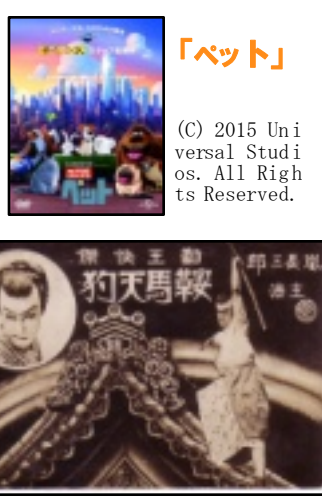 「ペット」
(C) 2015 Uni
versal Studi
os. All Righ
ts Reserved.
ペット
傑侠王勤
狗天馬鞍
郎三長嵐
演主